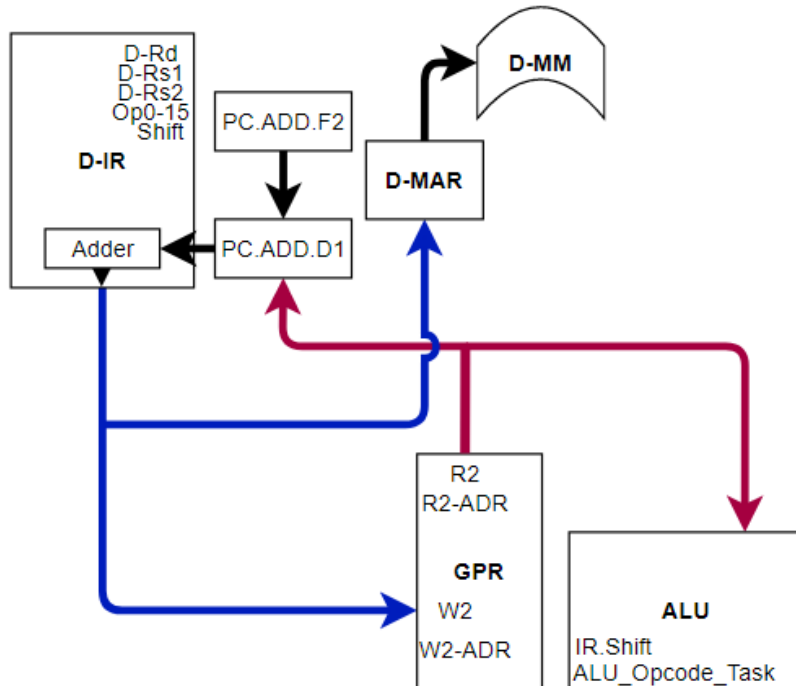 D-Rd
D-Rs1
D-Rs2
Op0-15
Shift
D-IR
Adder
PC.ADD.F2
PC.ADD.D1
D-MAR
D-MM
R2
R2-ADR
GPR
W2
W2-ADR
ALU
IR.Shift
ALU_Opcode_Task